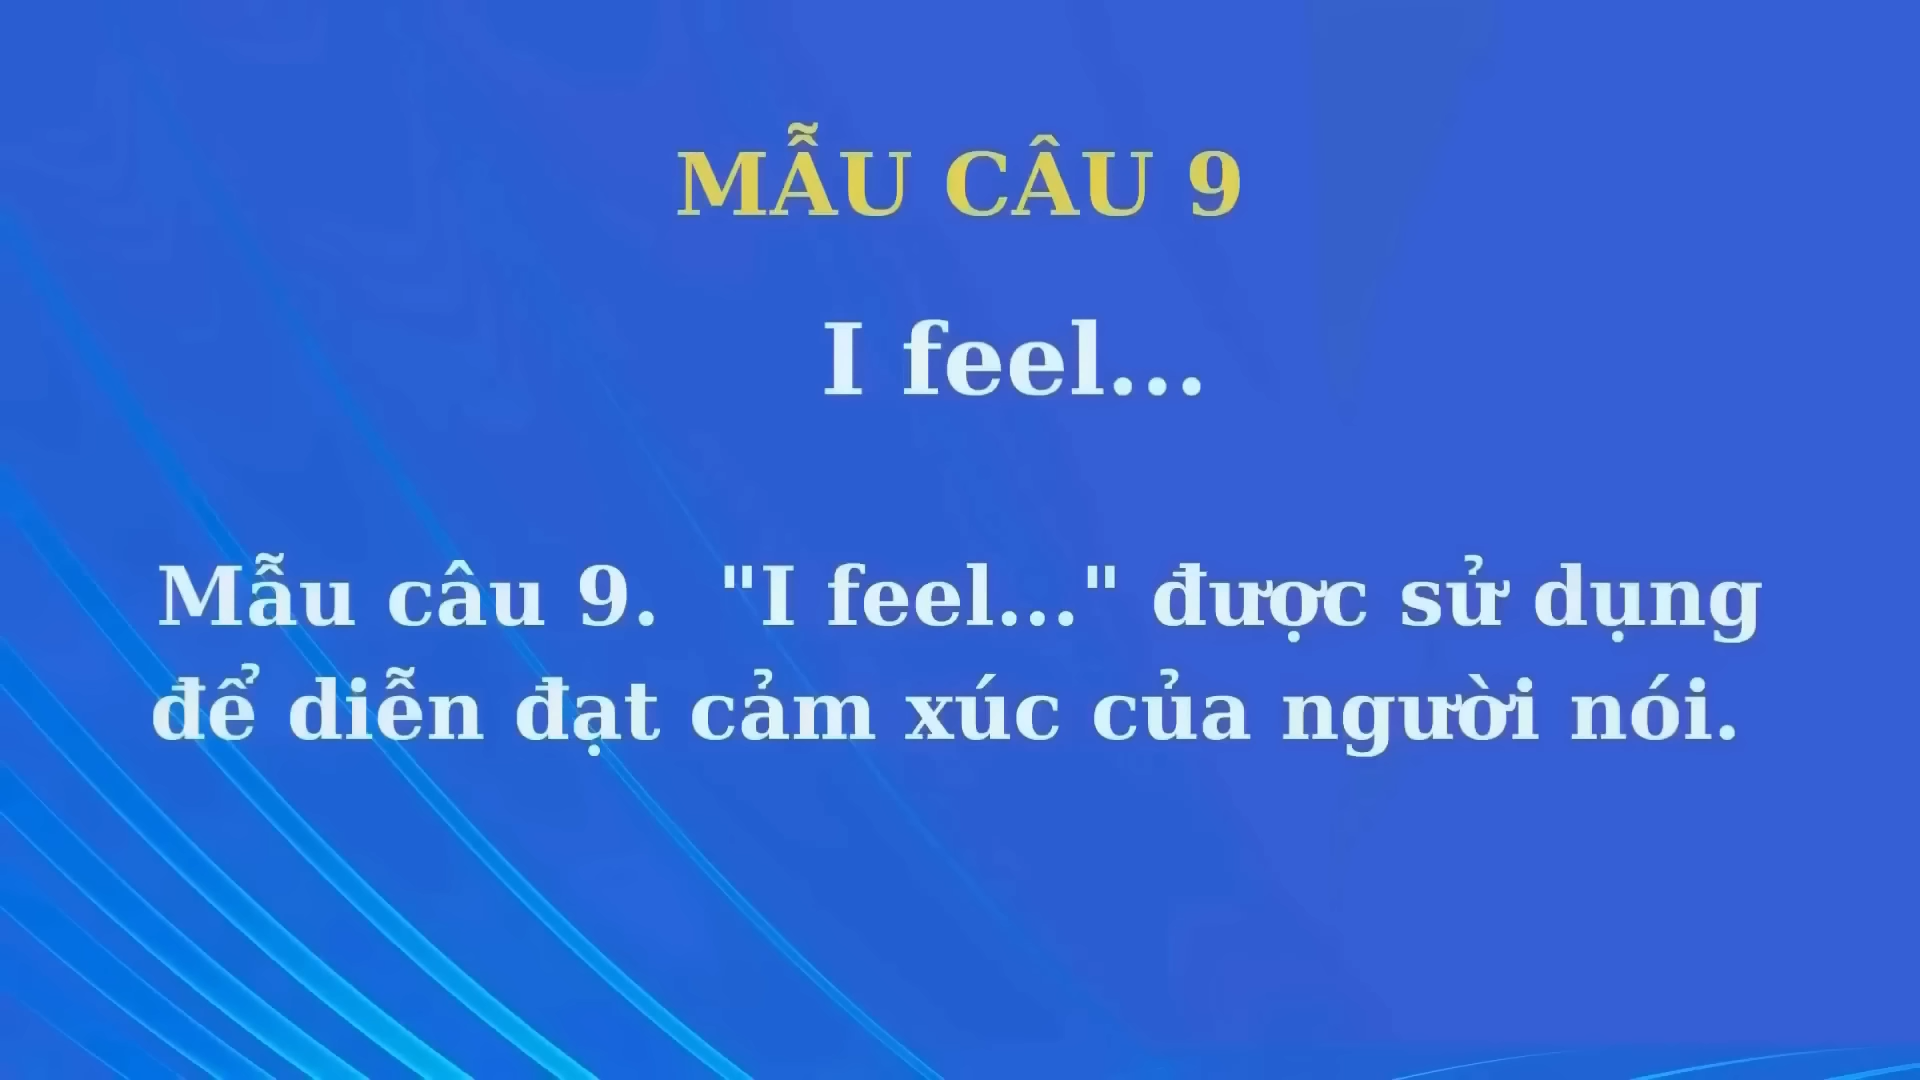 MẪU CÂU 9
I feel...
Mẫu câu 9.  "I feel..." được sử dụng
để diễn đạt cảm xúc của người nói.